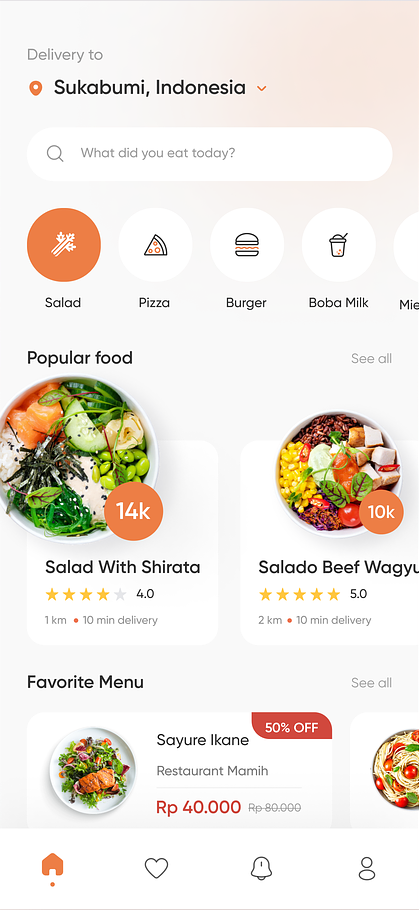 Delivery to
Sukabumi, Indonesia
What did you eat today?
Salad
Pizza
Burger
Boba Milk
Mie
Popular food
See all
14k
10k
Salad With Shirata
Salado Beef Wagyu
4.0
5.0
1 km • 10 min delivery
2 km • 10 min delivery
Favorite Menu
See all
50% OFF
Sayure Ikane
Restaurant Mamih
Rp 40.000 Rp 80.000